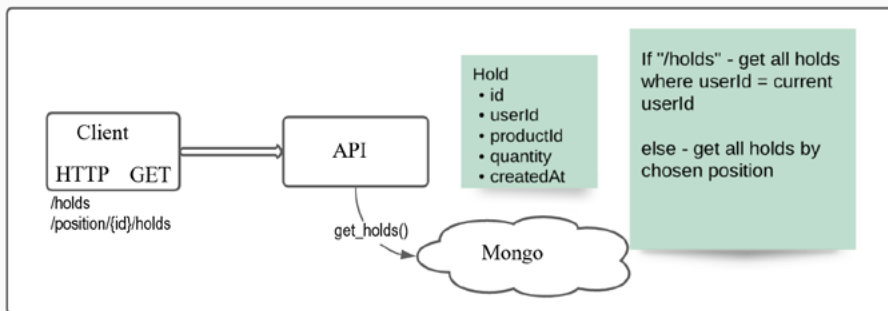 Client
HTTP GET
/holds
/position/{id}/holds
API
get_holds()
Mongo
Hold
• id
• userId
• productId
• quantity
• createdAt
If "/holds" - get all holds
where userId = current
userId
else - get all holds by
chosen position